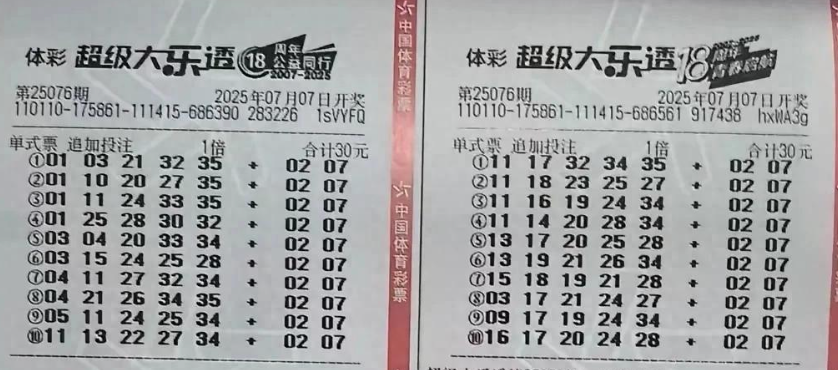 体彩 超级大乐透 18周年 公益同行 2007-2025
第25076期 2025年07月07日开奖
110110-175861-111415-686390 283226 1sVYFQ
单式票 追加投注 1倍 合计30元
①01 03 21 32 35 + 02 07
②01 10 20 27 35 + 02 07
③01 11 24 33 35 + 02 07
④01 25 28 30 32 + 02 07
⑤03 04 20 33 34 + 02 07
⑥03 15 24 25 28 + 02 07
⑦04 11 27 32 34 + 02 07
⑧04 21 26 34 35 + 02 07
⑨05 11 24 25 34 + 02 07
⑩11 13 22 27 34 + 02 07
中国体育彩票
中国体育彩票
体彩 超级大乐透 18周年 2007-2025
第25076期 2025年07月07日开奖
110110-175861-111415-686561 917438 hxWA3g
单式票 追加投注 1倍 合计30元
①11 17 32 34 35 + 02 07
②11 18 23 25 27 + 02 07
③11 16 19 24 34 + 02 07
④11 14 20 28 34 + 02 07
⑤13 17 20 25 28 + 02 07
⑥13 19 21 26 34 + 02 07
⑦15 18 19 21 28 + 02 07
⑧03 17 21 24 27 + 02 07
⑨09 17 19 24 34 + 02 07
⑩16 17 20 24 28 + 02 07